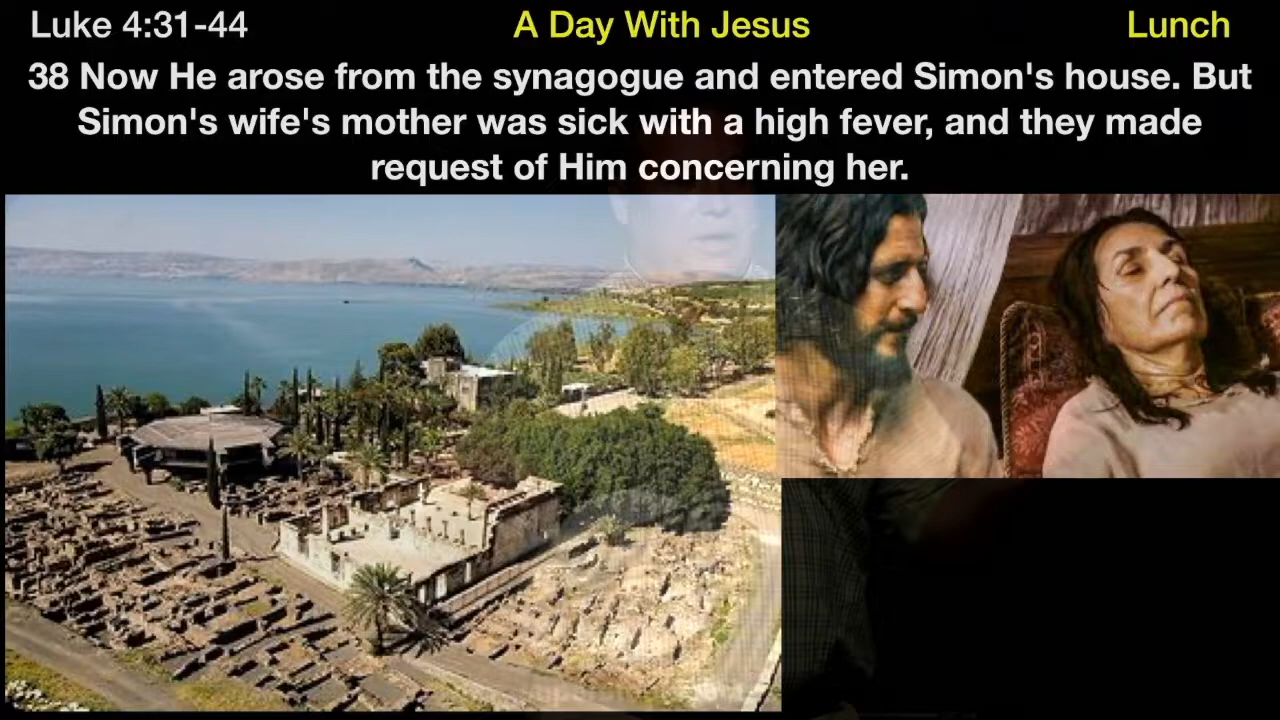 Luke 4:31-44 A Day With Jesus Lunch
38 Now He arose from the synagogue and entered Simon's house. But
Simon's wife's mother was sick with a high fever, and they made
request of Him concerning her.